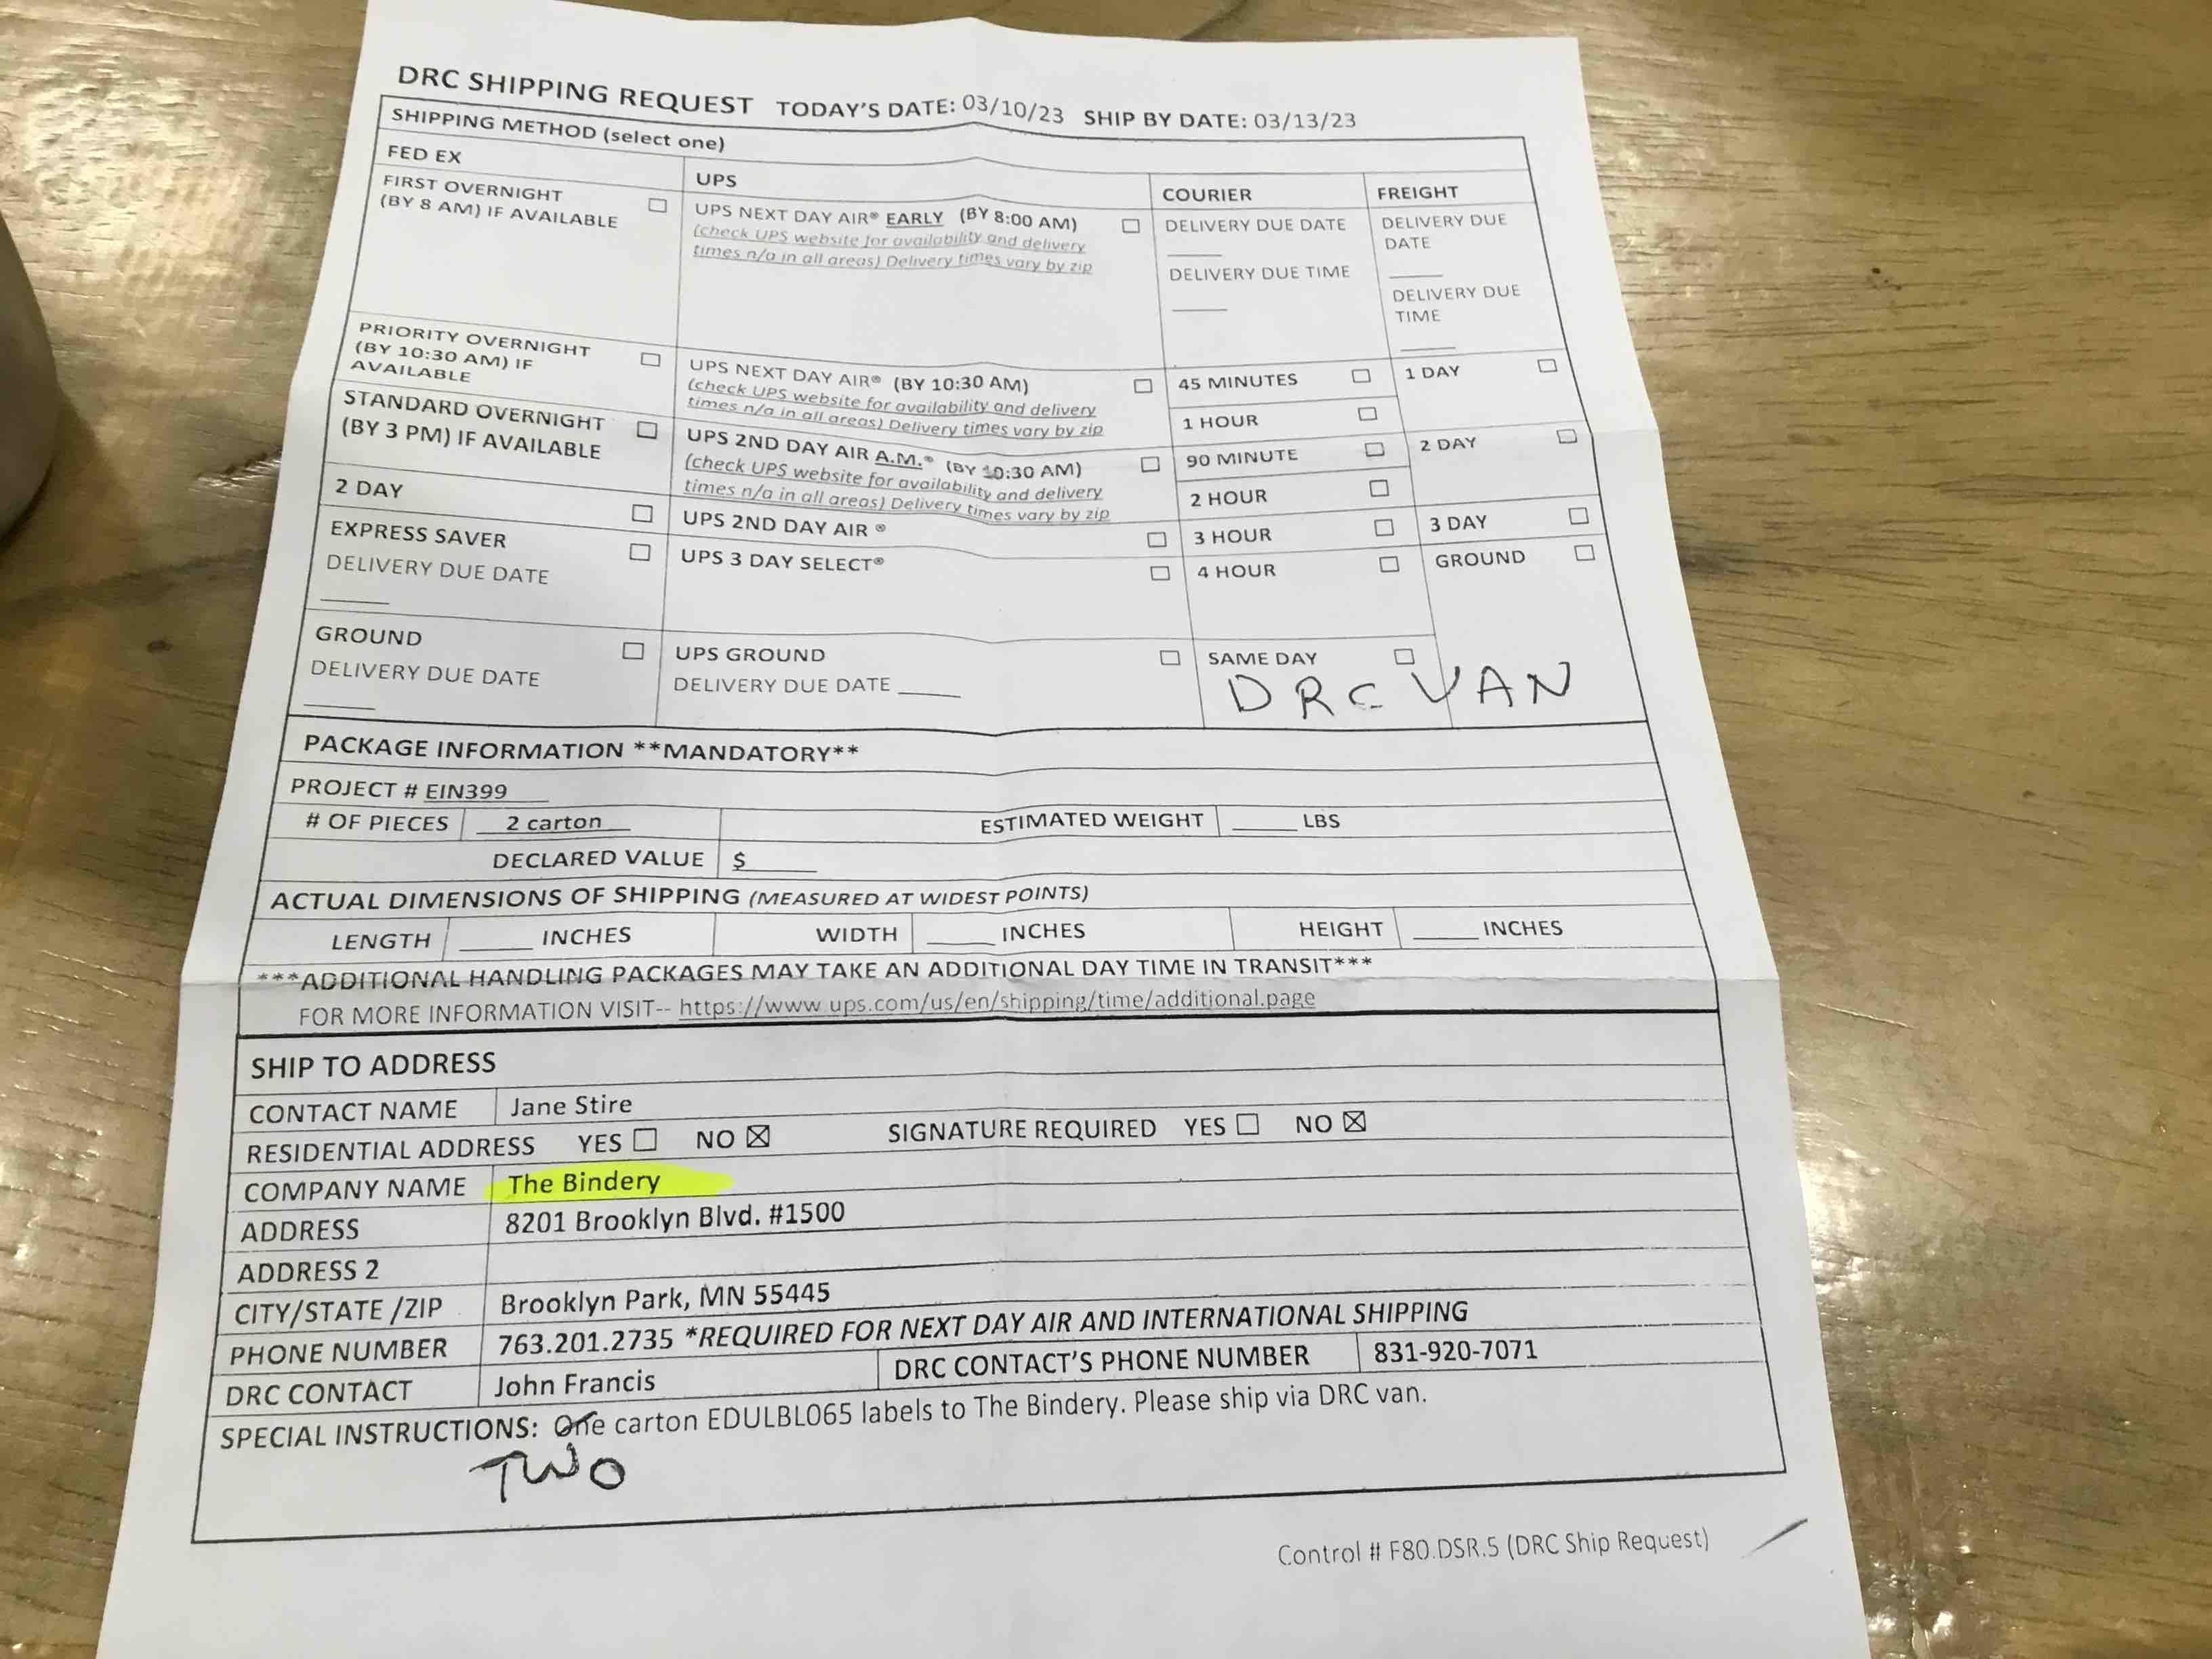 DRC SHIPPING REQUEST TODAY'S DATE: 03/10/23 SHIP BY DATE: 03/13/23
SHIPPING METHOD (select one)
FED EX
UPS
COURIER
FREIGHT
FIRST OVERNIGHT
(BY 8 AM) IF AVAILABLE
UPS NEXT DAY AIR® EARLY (BY 8:00 AM)
(check UPS website for availability and delivery
times n/a in all areas) Delivery times vary by zip
DELIVERY DUE DATE
DELIVERY DUE TIME
DELIVERY DUE
DATE
DELIVERY DUE
TIME
PRIORITY OVERNIGHT
(BY 10:30 AM) IF
AVAILABLE
UPS NEXT DAY AIR® (BY 10:30 AM)
(check UPS website for availability and delivery
times n/a in all areas) Delivery times vary by zip
45 MINUTES
1 HOUR
1 DAY
STANDARD OVERNIGHT
(BY 3 PM) IF AVAILABLE
UPS 2ND DAY AIR A.M.® (BY 10:30 AM)
(check UPS website for availability and delivery
times n/a in all areas) Delivery times vary by zip
90 MINUTE
2 HOUR
2 DAY
2 DAY
UPS 2ND DAY AIR ®
3 HOUR
3 DAY
EXPRESS SAVER
DELIVERY DUE DATE
UPS 3 DAY SELECT®
4 HOUR
GROUND
GROUND
DELIVERY DUE DATE
UPS GROUND
DELIVERY DUE DATE
SAME DAY
DRC VAN
PACKAGE INFORMATION **MANDATORY**
PROJECT # EIN399
# OF PIECES 2 carton ESTIMATED WEIGHT LBS
DECLARED VALUE $
ACTUAL DIMENSIONS OF SHIPPING (MEASURED AT WIDEST POINTS)
LENGTH INCHES WIDTH INCHES HEIGHT INCHES
***ADDITIONAL HANDLING PACKAGES MAY TAKE AN ADDITIONAL DAY TIME IN TRANSIT***
FOR MORE INFORMATION VISIT-- https://www.ups.com/us/en/shipping/time/additional.page
SHIP TO ADDRESS
CONTACT NAME Jane Stire
RESIDENTIAL ADDRESS YES ☐ NO ☒ SIGNATURE REQUIRED YES ☐ NO ☒
COMPANY NAME The Bindery
ADDRESS 8201 Brooklyn Blvd. #1500
ADDRESS 2
CITY/STATE /ZIP Brooklyn Park, MN 55445
PHONE NUMBER 763.201.2735 *REQUIRED FOR NEXT DAY AIR AND INTERNATIONAL SHIPPING
DRC CONTACT John Francis DRC CONTACT'S PHONE NUMBER 831-920-7071
SPECIAL INSTRUCTIONS: One carton EDULBL065 labels to The Bindery. Please ship via DRC van.
TWO
Control # F80.DSR.5 (DRC Ship Request)